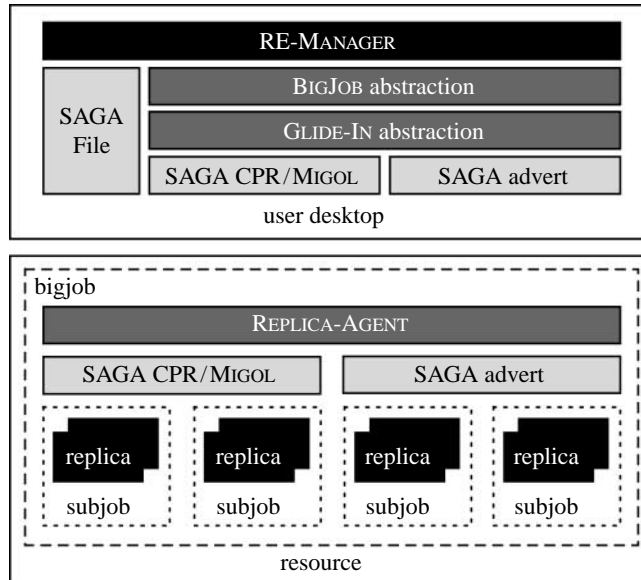 RE-MANAGER
SAGA
File
BIGJOB abstraction
GLIDE-IN abstraction
SAGA CPR/MIGOL
SAGA advert
user desktop
bigjob
REPLICA-AGENT
SAGA CPR/MIGOL
SAGA advert
replica
replica
replica
replica
subjob
subjob
subjob
subjob
resource